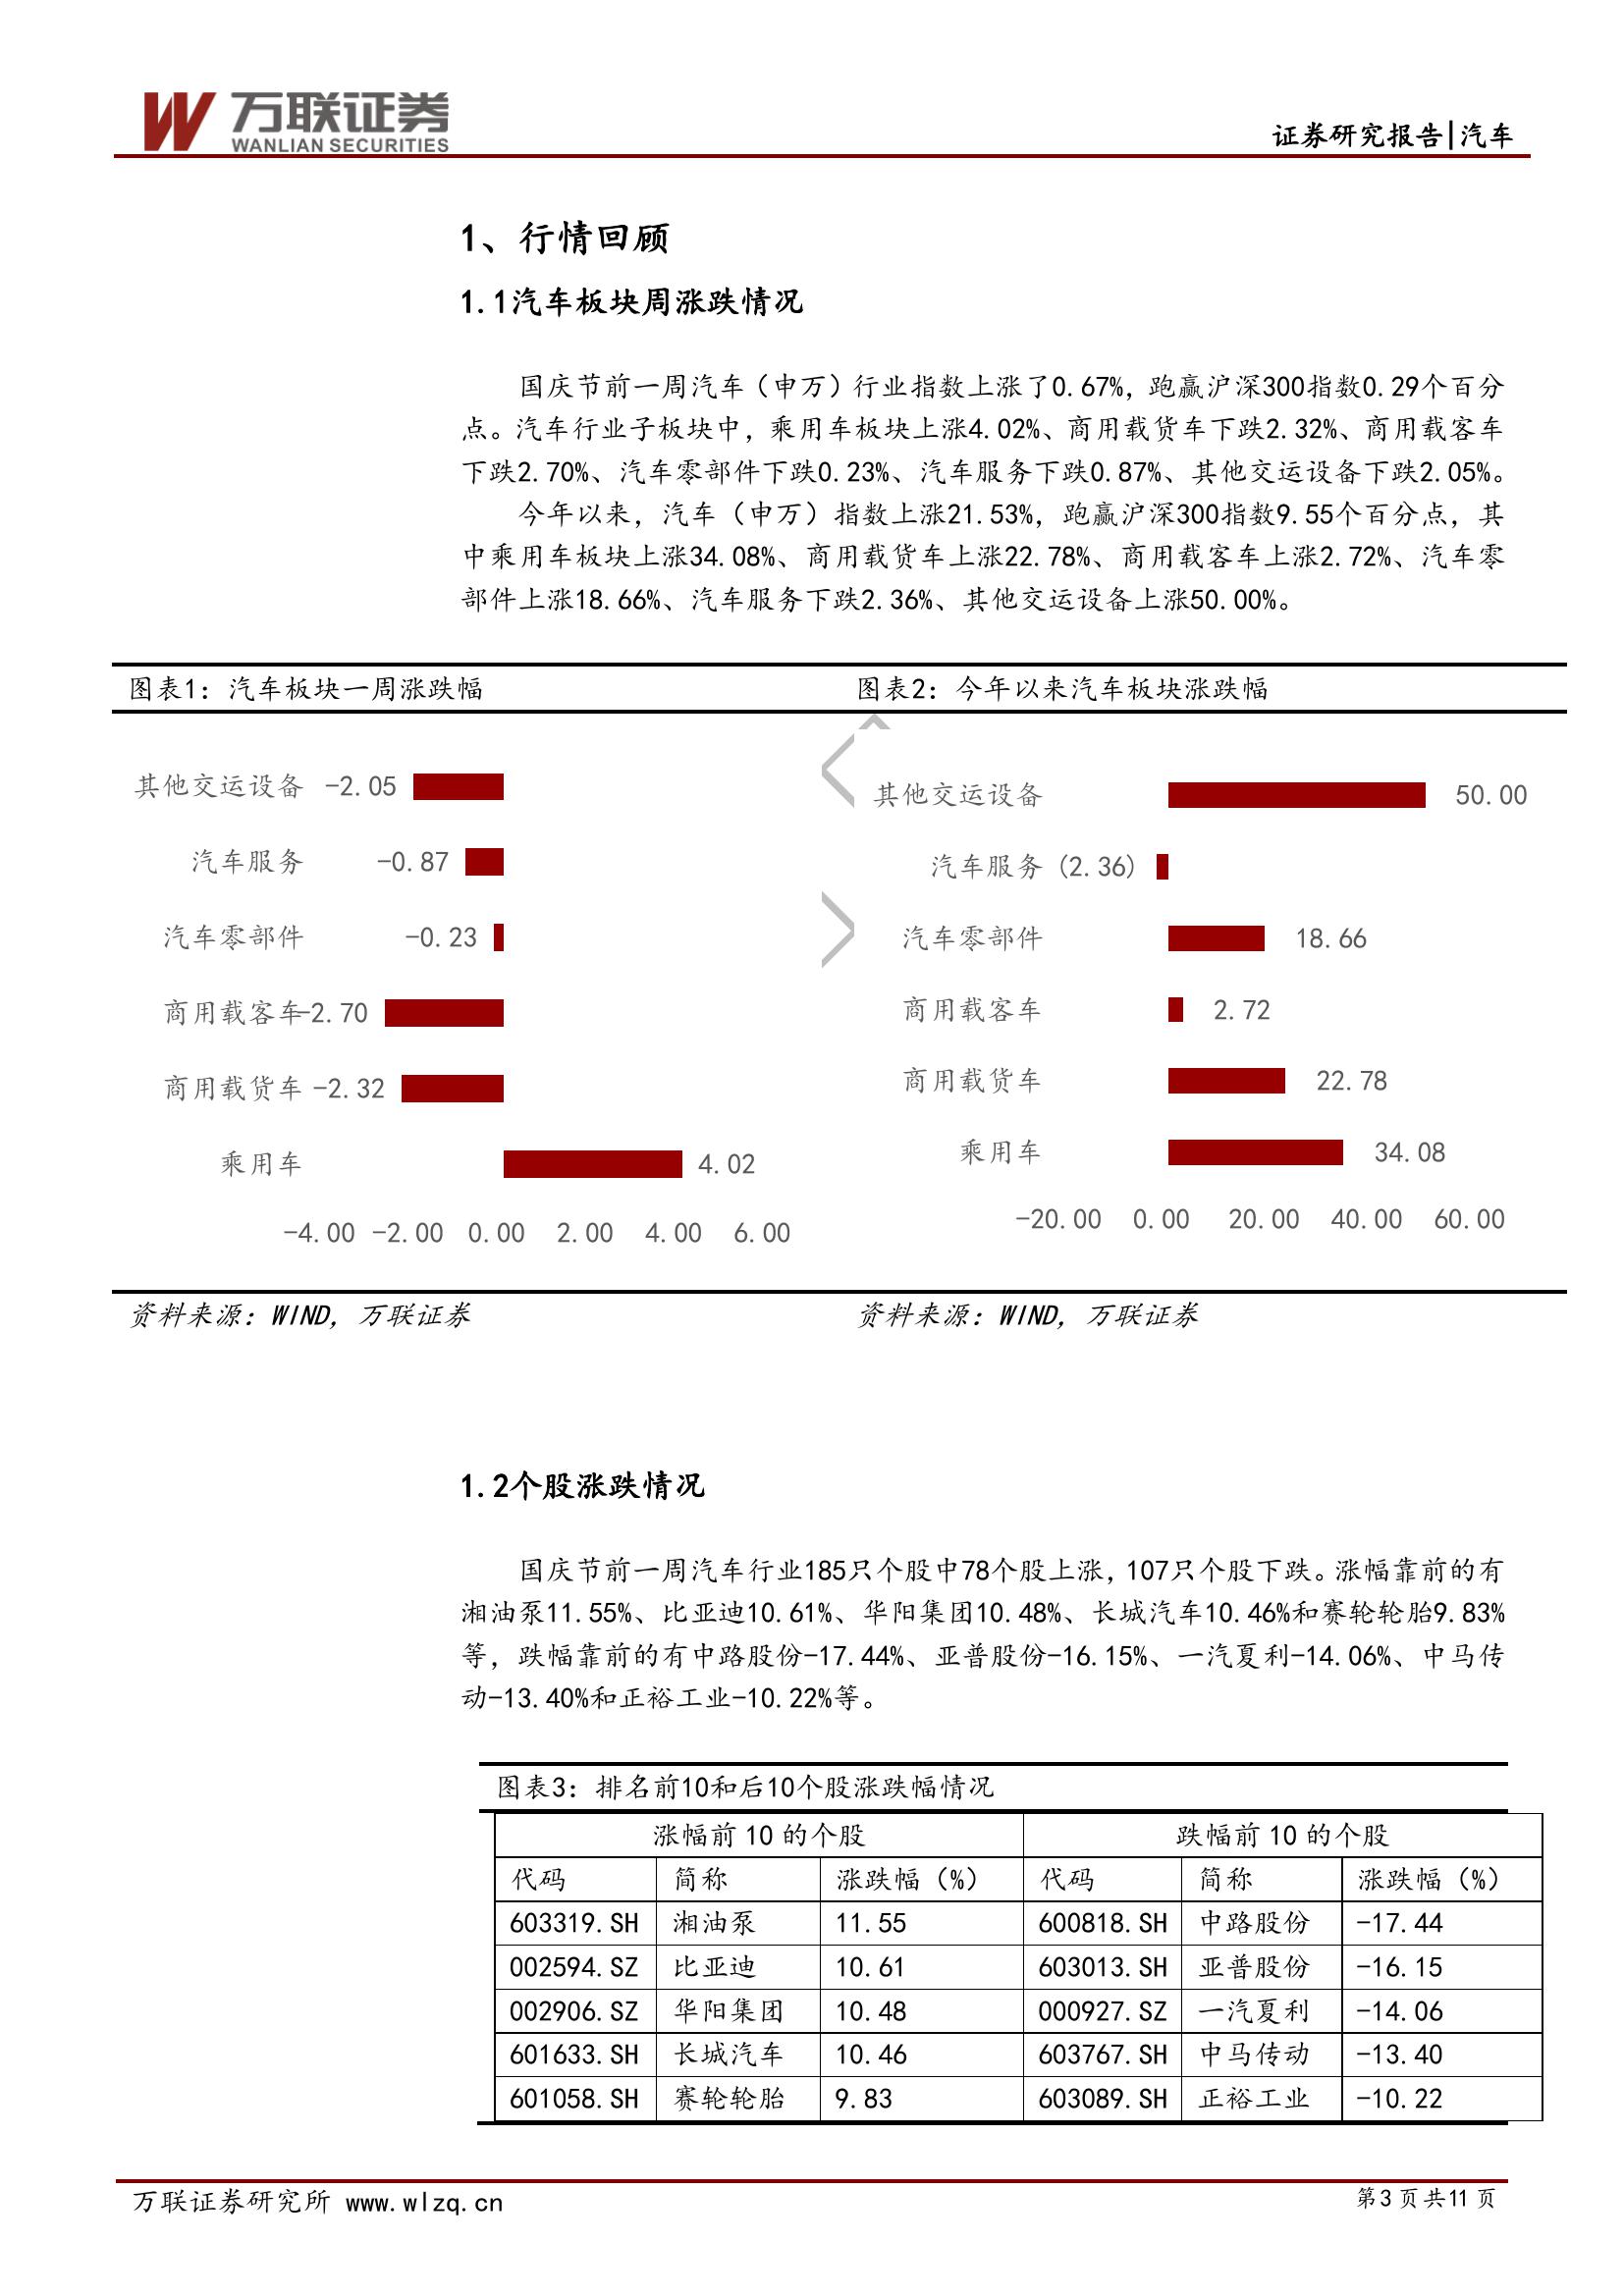 万联证券
WANLIAN SECURITIES
证券研究报告|汽车
1、行情回顾
1.1汽车板块周涨跌情况
国庆节前一周汽车（申万）行业指数上涨了0.67%，跑赢沪深300指数0.29个百分
点。汽车行业子板块中，乘用车板块上涨4.02%、商用载货车下跌2.32%、商用载客车
下跌2.70%、汽车零部件下跌0.23%、汽车服务下跌0.87%、其他交运设备下跌2.05%。
今年以来，汽车（申万）指数上涨21.53%，跑赢沪深300指数9.55个百分点，其
中乘用车板块上涨34.08%、商用载货车上涨22.78%、商用载客车上涨2.72%、汽车零
部件上涨18.66%、汽车服务下跌2.36%、其他交运设备上涨50.00%。
图表1：汽车板块一周涨跌幅
其他交运设备 -2.05
汽车服务 -0.87
汽车零部件 -0.23
商用载客车 -2.70
商用载货车 -2.32
乘用车 4.02
-4.00 -2.00 0.00 2.00 4.00 6.00
资料来源：WIND，万联证券
图表2：今年以来汽车板块涨跌幅
其他交运设备 50.00
汽车服务 (2.36)
汽车零部件 18.66
商用载客车 2.72
商用载货车 22.78
乘用车 34.08
-20.00 0.00 20.00 40.00 60.00
资料来源：WIND，万联证券
1.2个股涨跌情况
国庆节前一周汽车行业185只个股中78个股上涨，107只个股下跌。涨幅靠前的有
湘油泵11.55%、比亚迪10.61%、华阳集团10.48%、长城汽车10.46%和赛轮轮胎9.83%
等，跌幅靠前的有中路股份-17.44%、亚普股份-16.15%、一汽夏利-14.06%、中马传
动-13.40%和正裕工业-10.22%等。
图表3：排名前10和后10个股涨跌幅情况
涨幅前 10 的个股 跌幅前 10 的个股
代码 简称 涨跌幅（%） 代码 简称 涨跌幅（%）
603319.SH 湘油泵 11.55 600818.SH 中路股份 -17.44
002594.SZ 比亚迪 10.61 603013.SH 亚普股份 -16.15
002906.SZ 华阳集团 10.48 000927.SZ 一汽夏利 -14.06
601633.SH 长城汽车 10.46 603767.SH 中马传动 -13.40
601058.SH 赛轮轮胎 9.83 603089.SH 正裕工业 -10.22
万联证券研究所 www.wlzq.cn 第3页共11页